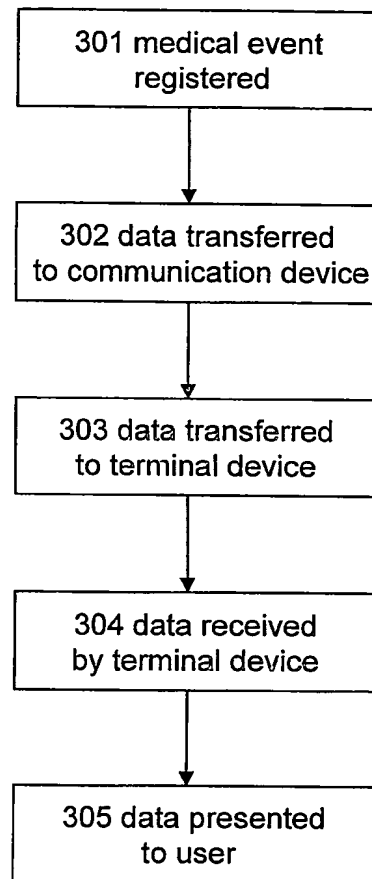 301 medical event
registered
302 data transferred
to communication device
303 data transferred
to terminal device
304 data received
by terminal device
305 data presented
to user